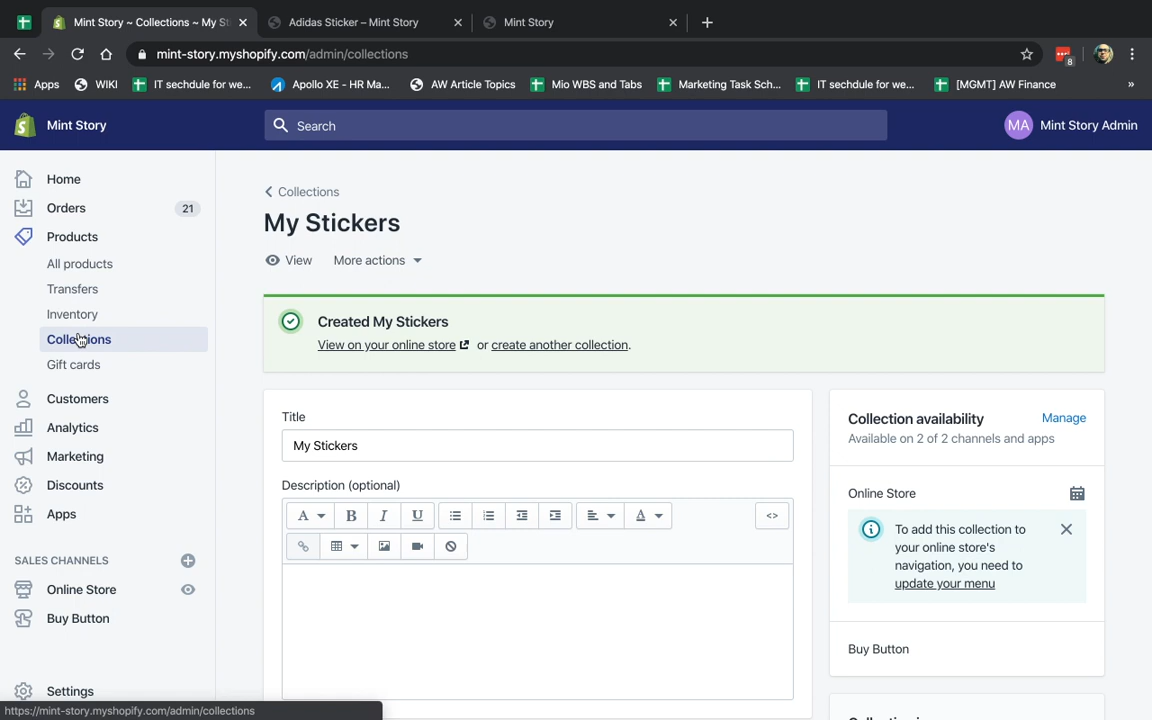 Mint Story ~ Collections ~ My St
Adidas Sticker – Mint Story
Mint Story
mint-story.myshopify.com/admin/collections
8
Apps
WIKI
IT sechdule for we...
Apollo XE - HR Ma...
AW Article Topics
Mio WBS and Tabs
Marketing Task Sch...
IT sechdule for we...
[MGMT] AW Finance
»
Mint Story
Search
MA
Mint Story Admin
Home
Orders
21
Products
All products
Transfers
Inventory
Collections
Gift cards
Customers
Analytics
Marketing
Discounts
Apps
SALES CHANNELS
Online Store
Buy Button
Settings
https://mint-story.myshopify.com/admin/collections
Collections
My Stickers
View
More actions
Created My Stickers
View on your online store or create another collection.
Title
My Stickers
Description (optional)
A
B
I
U
A
<>
Collection availability
Manage
Available on 2 of 2 channels and apps
Online Store
To add this collection to
your online store's
navigation, you need to
update your menu
Buy Button